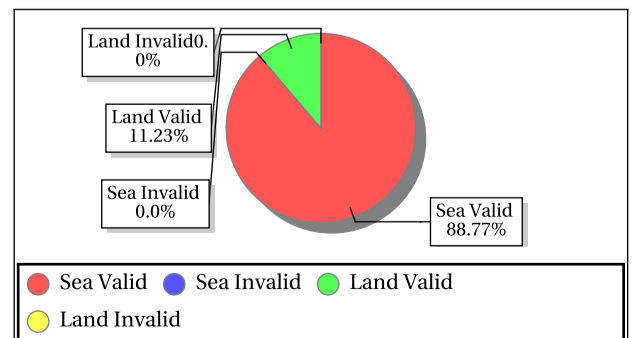 Land Invalid0.
0%
Land Valid
11.23%
Sea Invalid
0.0%
Sea Valid
88.77%
Sea Valid Sea Invalid Land Valid
Land Invalid